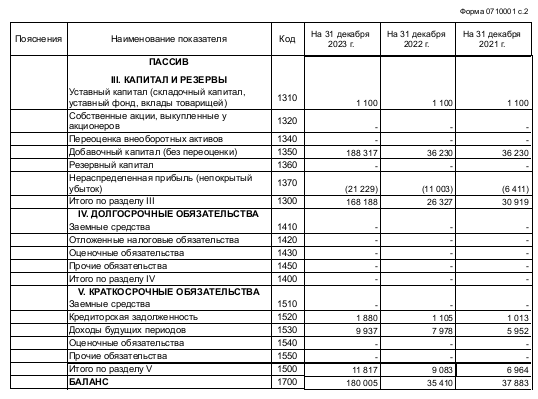 Форма 0710001 с.2
Пояснения Наименование показателя Код На 31 декабря 2023 г. На 31 декабря 2022 г. На 31 декабря 2021 г.
ПАССИВ
III. КАПИТАЛ И РЕЗЕРВЫ
Уставный капитал (складочный капитал,
уставный фонд, вклады товарищей) 1310 1 100 1 100 1 100
Собственные акции, выкупленные у
акционеров 1320 - - -
Переоценка внеоборотных активов 1340 - - -
Добавочный капитал (без переоценки) 1350 188 317 36 230 36 230
Резервный капитал 1360 - - -
Нераспределенная прибыль (непокрытый
убыток) 1370 (21 229) (11 003) (6 411)
Итого по разделу III 1300 168 188 26 327 30 919
IV. ДОЛГОСРОЧНЫЕ ОБЯЗАТЕЛЬСТВА
Заемные средства 1410 - - -
Отложенные налоговые обязательства 1420 - - -
Оценочные обязательства 1430 - - -
Прочие обязательства 1450 - - -
Итого по разделу IV 1400 - - -
V. КРАТКОСРОЧНЫЕ ОБЯЗАТЕЛЬСТВА
Заемные средства 1510 - - -
Кредиторская задолженность 1520 1 880 1 105 1 013
Доходы будущих периодов 1530 9 937 7 978 5 952
Оценочные обязательства 1540 - - -
Прочие обязательства 1550 - - -
Итого по разделу V 1500 11 817 9 083 6 964
БАЛАНС 1700 180 005 35 410 37 883